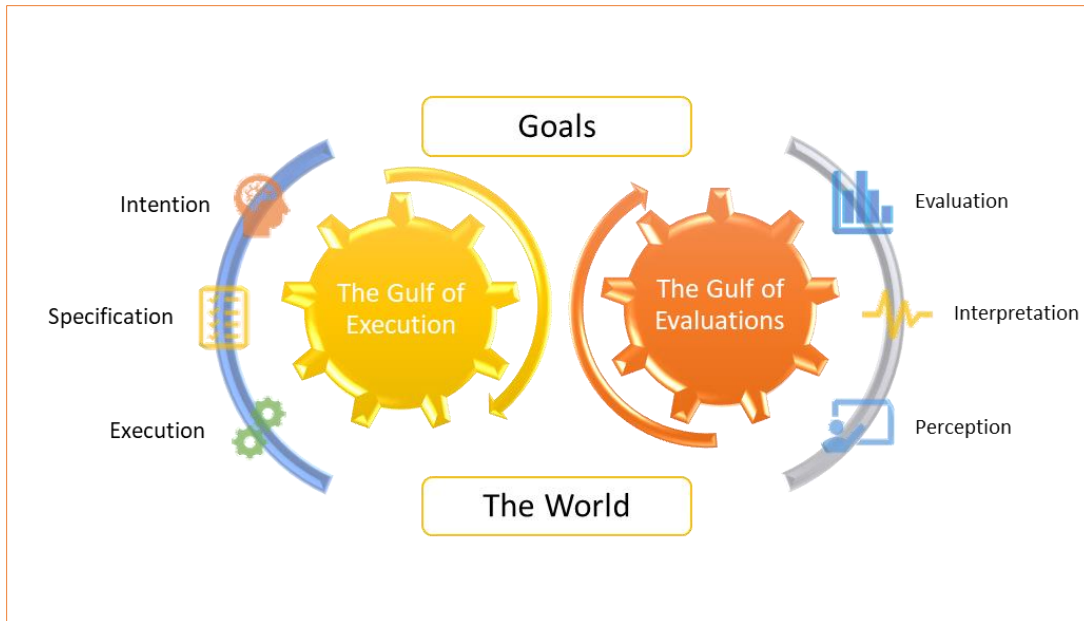 Goals
Intention
Specification
Execution
The Gulf of
Execution
The Gulf of
Evaluations
Evaluation
Interpretation
Perception
The World